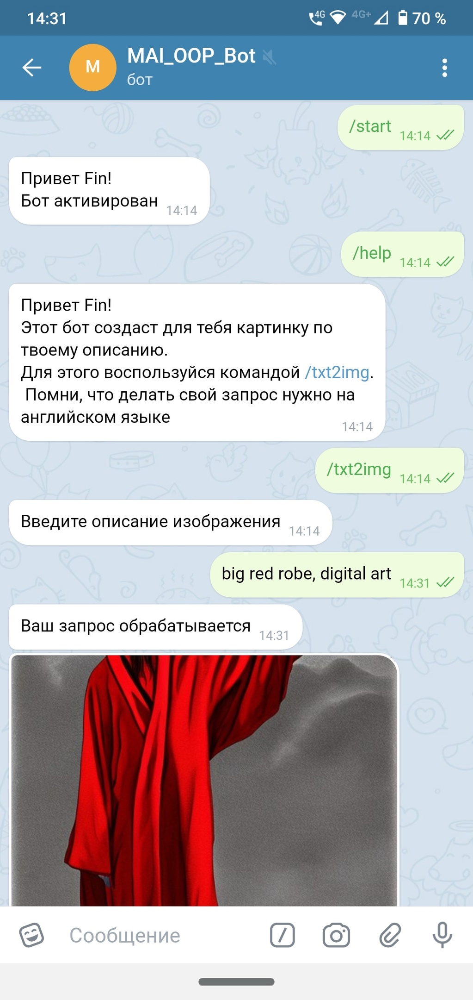 14:31
4G
4G+
70 %
M
MAI_OOP_Bot
бот
/start 14:14
Привет Fin!
Бот активирован 14:14
/help 14:14
Привет Fin!
Этот бот создаст для тебя картинку по
твоему описанию.
Для этого воспользуйся командой /txt2img.
Помни, что делать свой запрос нужно на
английском языке
14:14
/txt2img 14:14
Введите описание изображения 14:14
big red robe, digital art 14:31
Ваш запрос обрабатывается 14:31
Сообщение